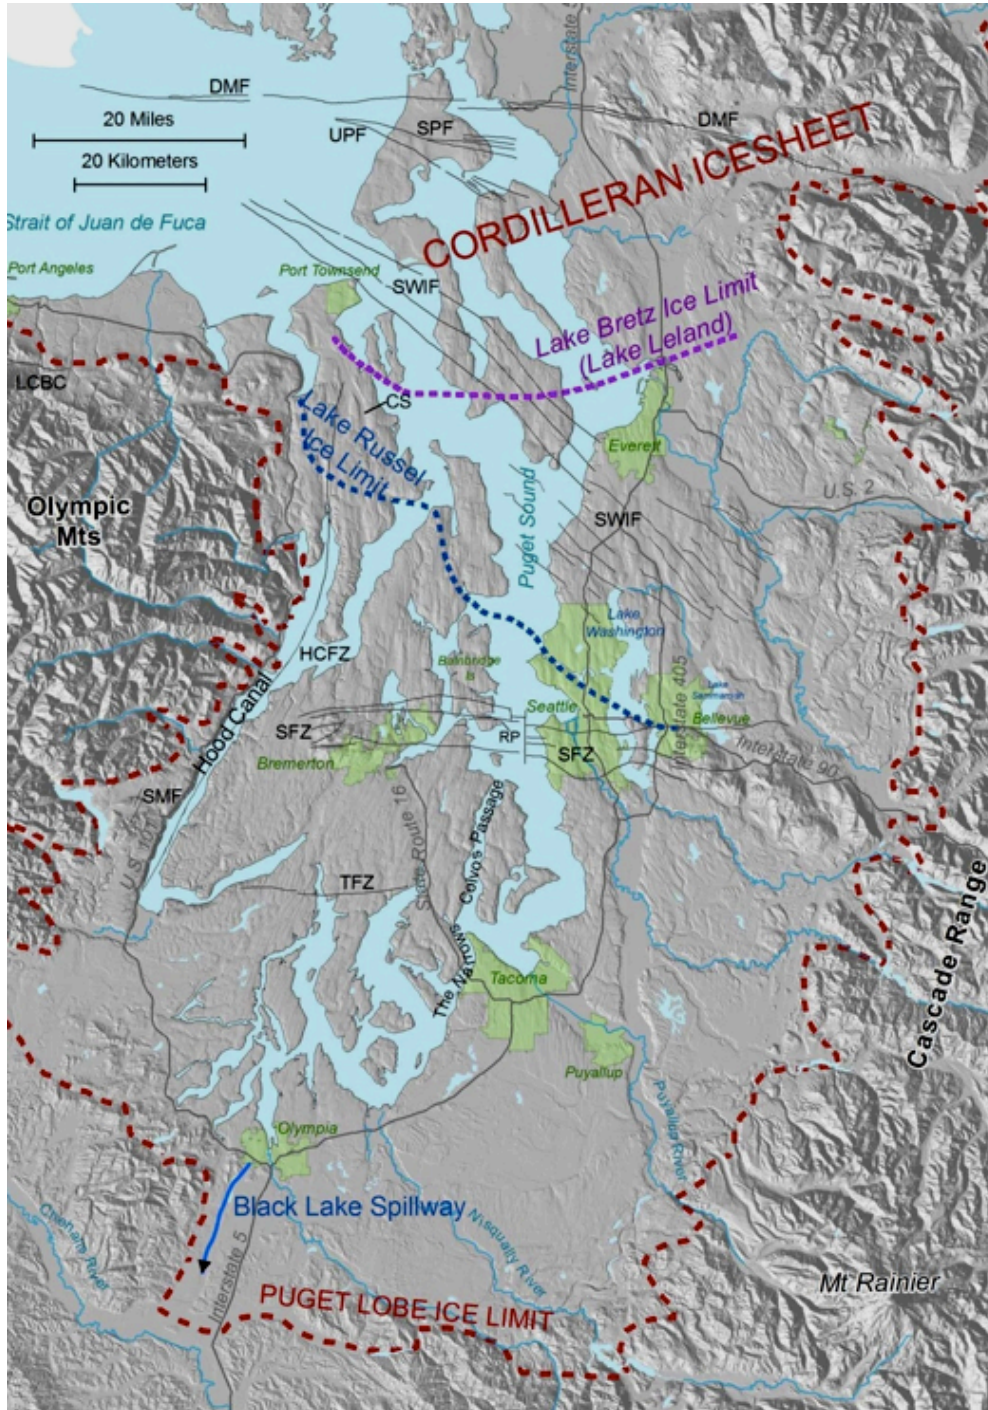 Interstate 5
DMF
20 Miles
20 Kilometers
UPF
SPF
DMF
CORDILLERAN ICESHEET
Strait of Juan de Fuca
Port Angeles
Port Townsend
SWIF
Lake Bretz Ice Limit
(Lake Leland)
LCBC
CS
Lake Russel
Ice Limit
Everett
U.S. 2
Olympic
Mts
Puget Sound
SWIF
Lake
Washington
HCFZ
Bainbridge
Is
Interstate 405
Lake
Sammamish
Hood Canal
Seattle
Bellevue
SFZ
RP
SFZ
Interstate 90
Bremerton
SMF
State Route 16
Colvos Passage
U.S. 101
TFZ
The Narrows
Tacoma
Cascade Range
Puyallup
Puyallup River
Olympia
Black Lake Spillway
Nisqually River
Chehalis River
Interstate 5
Mt Rainier
PUGET LOBE ICE LIMIT